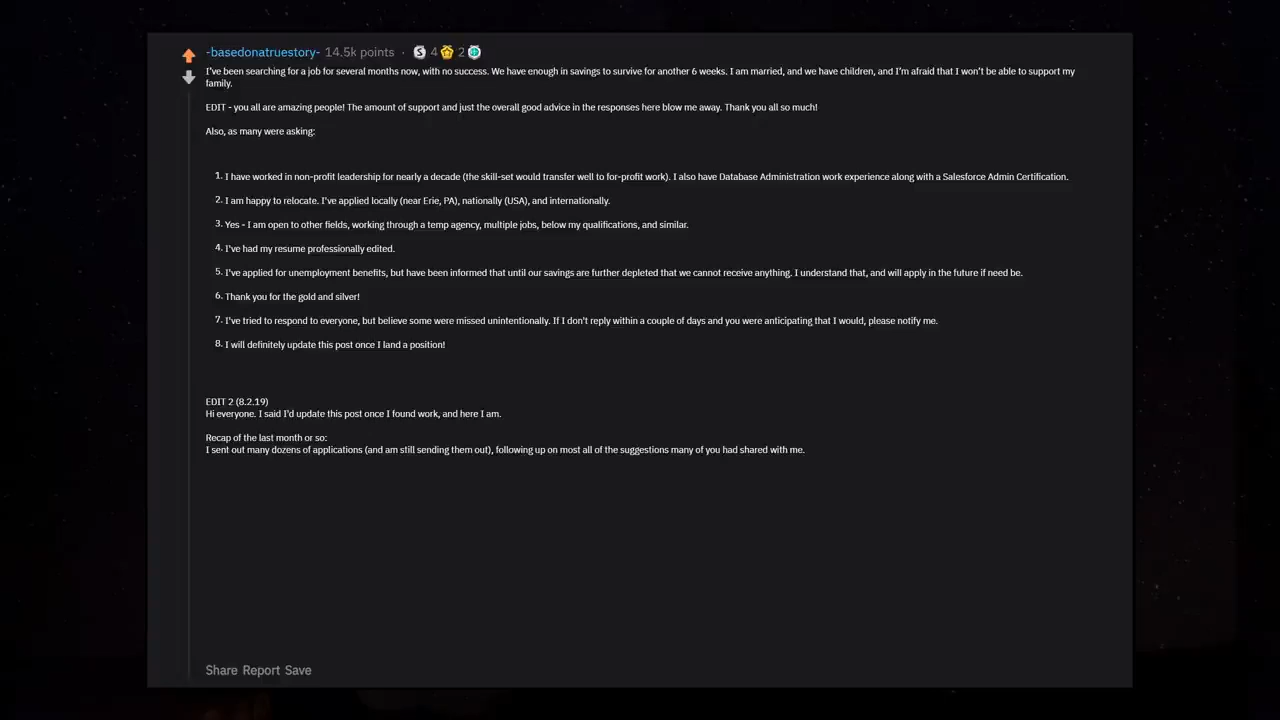 -basedonatruestory- 14.5k points · S 4 2
I've been searching for a job for several months now, with no success. We have enough in savings to survive for another 6 weeks. I am married, and we have children, and I'm afraid that I won't be able to support my
family.
EDIT - you all are amazing people! The amount of support and just the overall good advice in the responses here blow me away. Thank you all so much!
Also, as many were asking:
1. I have worked in non-profit leadership for nearly a decade (the skill-set would transfer well to for-profit work). I also have Database Administration work experience along with a Salesforce Admin Certification.
2. I am happy to relocate. I've applied locally (near Erie, PA), nationally (USA), and internationally.
3. Yes - I am open to other fields, working through a temp agency, multiple jobs, below my qualifications, and similar.
4. I've had my resume professionally edited.
5. I've applied for unemployment benefits, but have been informed that until our savings are further depleted that we cannot receive anything. I understand that, and will apply in the future if need be.
6. Thank you for the gold and silver!
7. I've tried to respond to everyone, but believe some were missed unintentionally. If I don't reply within a couple of days and you were anticipating that I would, please notify me.
8. I will definitely update this post once I land a position!
EDIT 2 (8.2.19)
Hi everyone. I said I'd update this post once I found work, and here I am.
Recap of the last month or so:
I sent out many dozens of applications (and am still sending them out), following up on most all of the suggestions many of you had shared with me.
Share Report Save